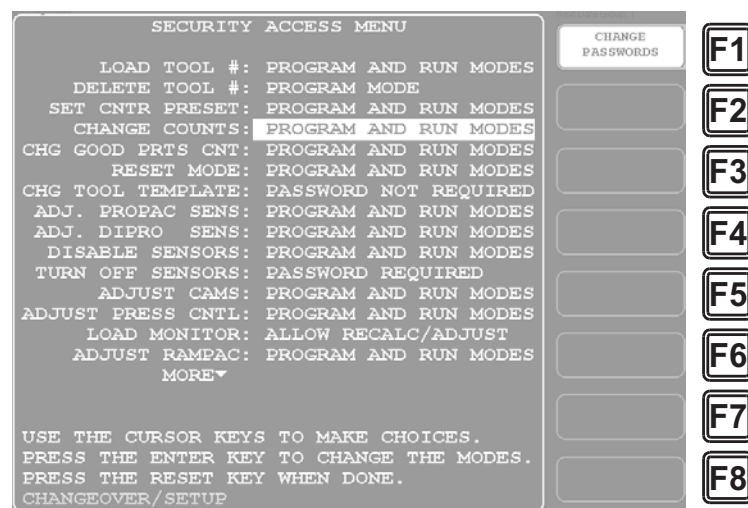 SECURITY ACCESS MENU
LOAD TOOL #: PROGRAM AND RUN MODES
DELETE TOOL #: PROGRAM MODE
SET CNTR PRESET: PROGRAM AND RUN MODES
CHANGE COUNTS: PROGRAM AND RUN MODES
CHG GOOD PRTS CNT: PROGRAM AND RUN MODES
RESET MODE: PROGRAM AND RUN MODES
CHG TOOL TEMPLATE: PASSWORD NOT REQUIRED
ADJ. PROPAC SENS: PROGRAM AND RUN MODES
ADJ. DIPRO SENS: PROGRAM AND RUN MODES
DISABLE SENSORS: PROGRAM AND RUN MODES
TURN OFF SENSORS: PASSWORD REQUIRED
ADJUST CAMS: PROGRAM AND RUN MODES
ADJUST PRESS CNTL: PROGRAM AND RUN MODES
LOAD MONITOR: ALLOW RECALC/ADJUST
ADJUST RAMPAC: PROGRAM AND RUN MODES
MORE▼
USE THE CURSOR KEYS TO MAKE CHOICES.
PRESS THE ENTER KEY TO CHANGE THE MODES.
PRESS THE RESET KEY WHEN DONE.
CHANGEOVER/SETUP
CHANGE
PASSWORDS
F1
F2
F3
F4
F5
F6
F7
F8